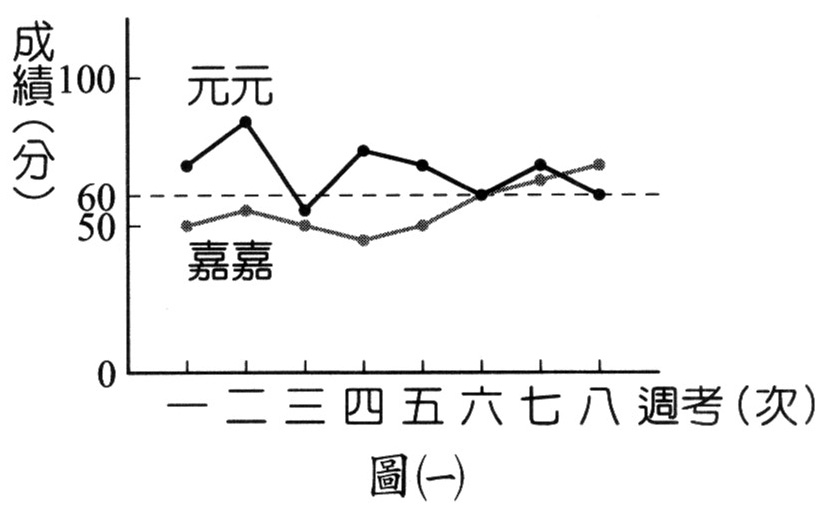 成績（分）
100
元元
60
50
嘉嘉
0
一 二 三 四 五 六 七 八 週考（次）
圖(一)